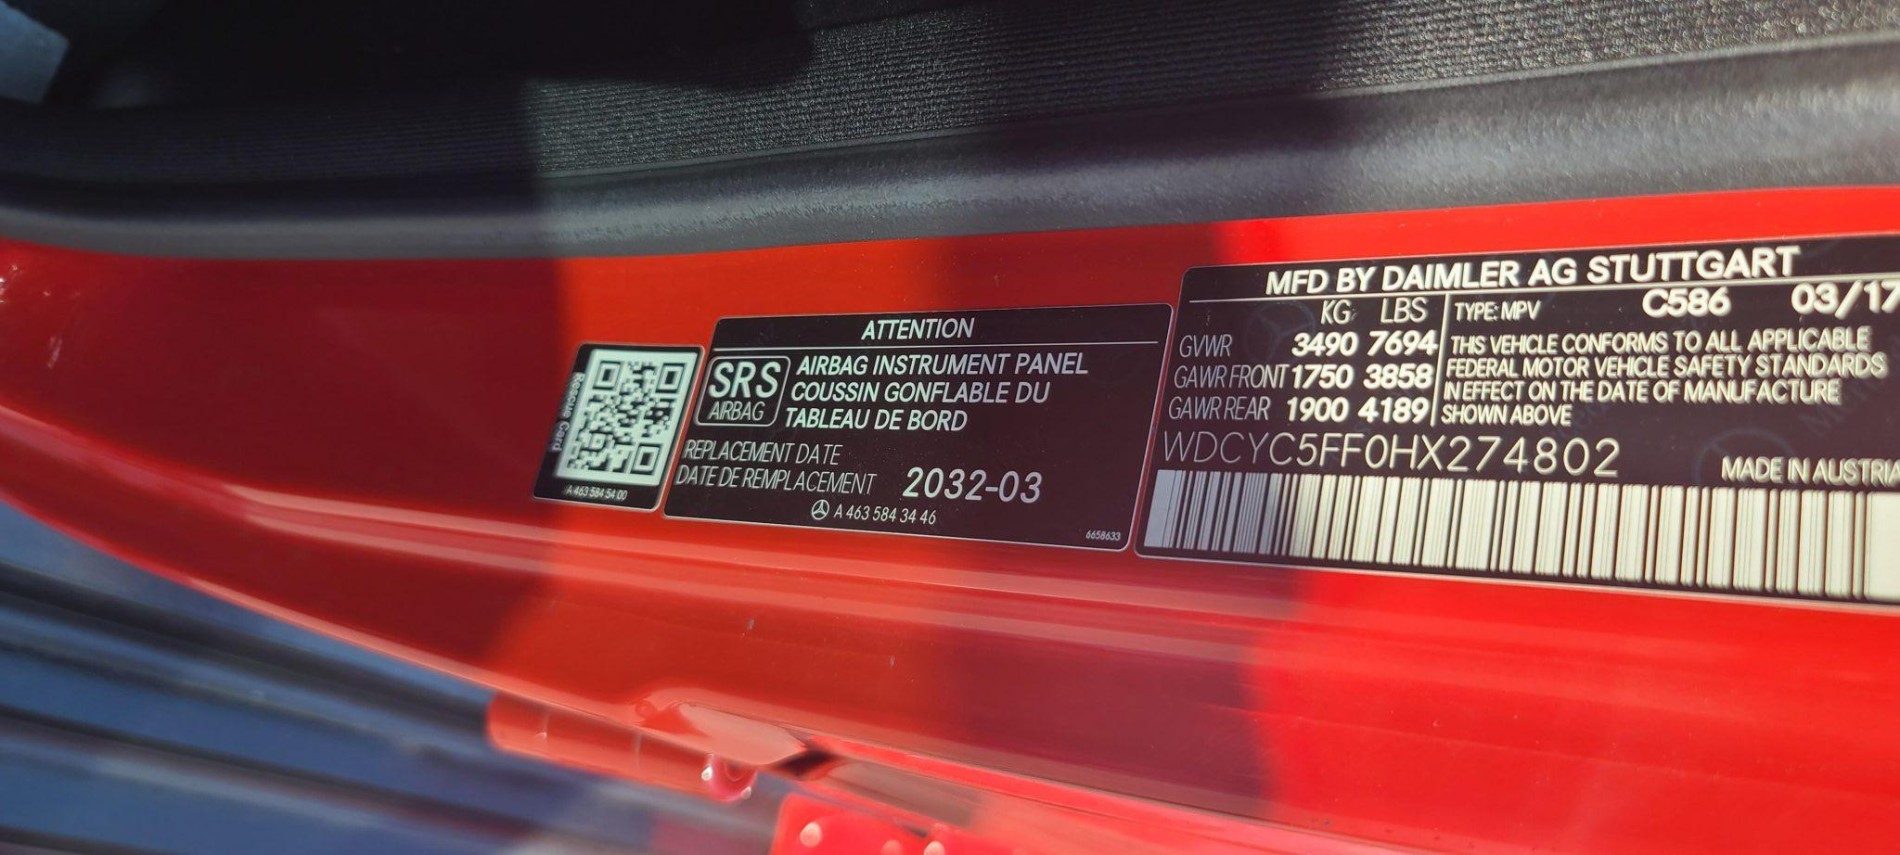 Rescue Card
A 463 584 54 00
ATTENTION
SRS
AIRBAG
AIRBAG INSTRUMENT PANEL
COUSSIN GONFLABLE DU
TABLEAU DE BORD
REPLACEMENT DATE
DATE DE REMPLACEMENT 2032-03
A 463 584 34 46
6658633
MFD BY DAIMLER AG STUTTGART
KG LBS
GVWR 3490 7694
GAWR FRONT 1750 3858
GAWR REAR 1900 4189
TYPE: MPV C586 03/17
THIS VEHICLE CONFORMS TO ALL APPLICABLE
FEDERAL MOTOR VEHICLE SAFETY STANDARDS
IN EFFECT ON THE DATE OF MANUFACTURE
SHOWN ABOVE
WDCYC5FF0HX274802
MADE IN AUSTRIA